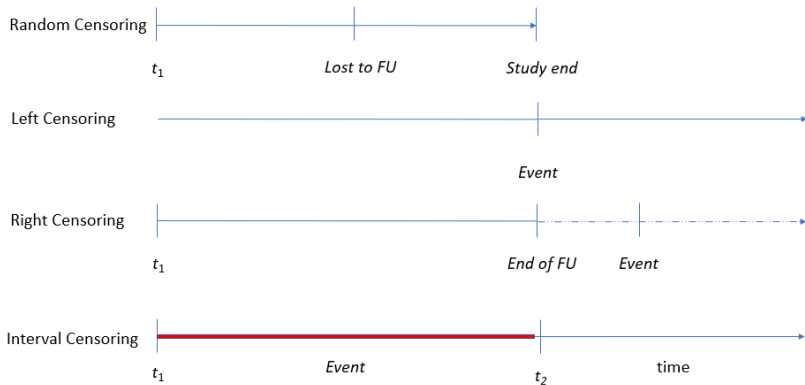 Random Censoring
t1 Lost to FU Study end
Left Censoring
Event
Right Censoring
t1 End of FU Event
Interval Censoring
t1 Event t2 time